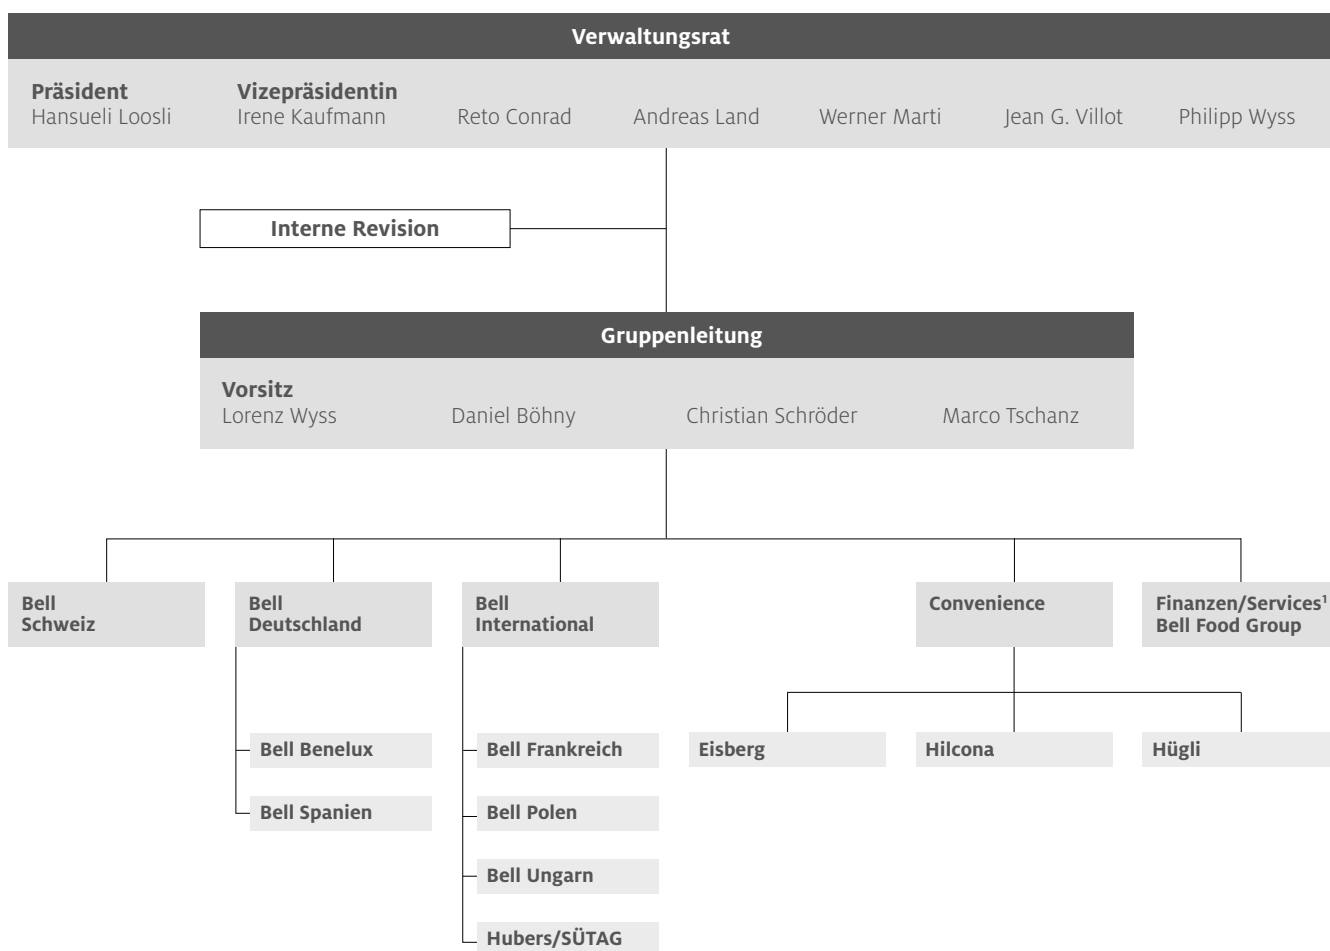 Verwaltungsrat
Präsident
Hansueli Loosli
Vizepräsidentin
Irene Kaufmann
Reto Conrad
Andreas Land
Werner Marti
Jean G. Villot
Philipp Wyss
Interne Revision
Gruppenleitung
Vorsitz
Lorenz Wyss
Daniel Böhny
Christian Schröder
Marco Tschanz
Bell
Schweiz
Bell
Deutschland
Bell
International
Convenience
Finanzen/Services¹
Bell Food Group
Bell Benelux
Bell Spanien
Bell Frankreich
Bell Polen
Bell Ungarn
Hubers/SÜTAG
Eisberg
Hilcona
Hügli